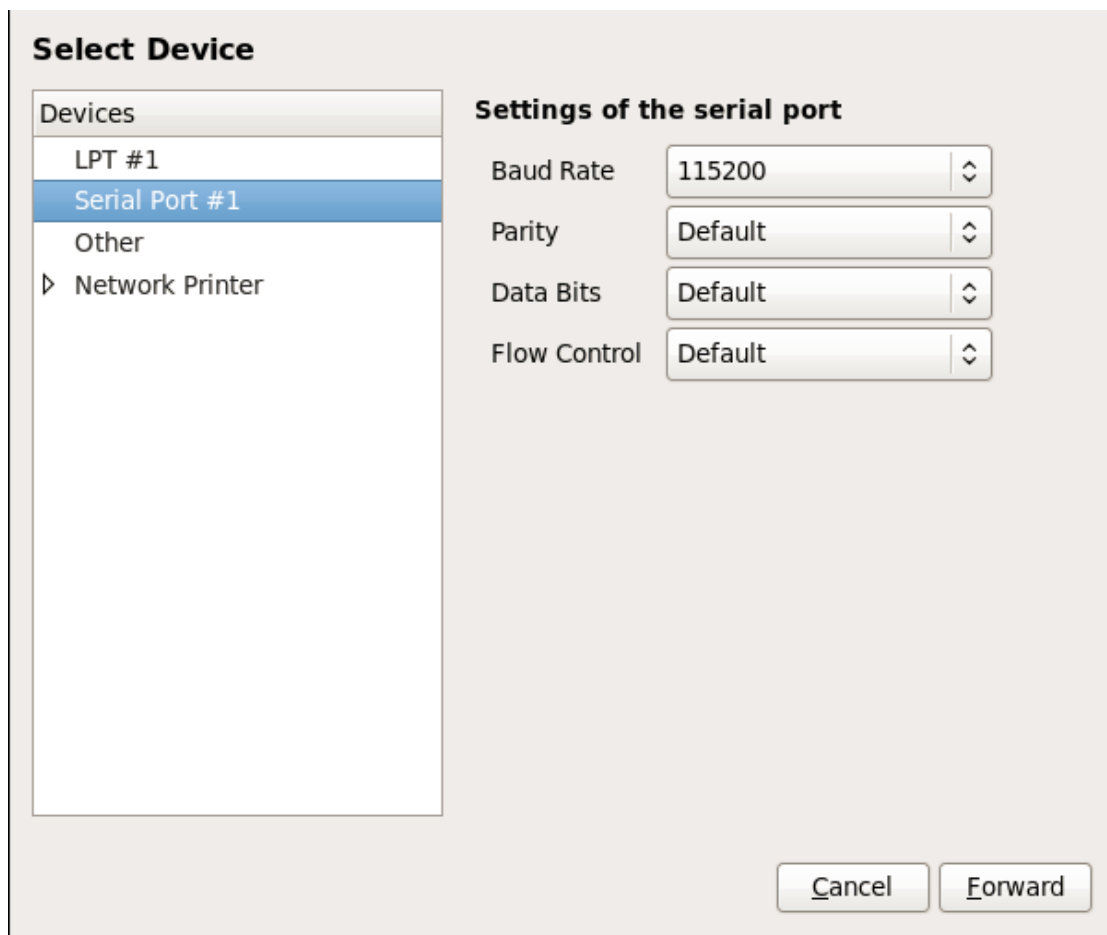 Select Device
Devices
LPT #1
Serial Port #1
Other
Network Printer
Settings of the serial port
Baud Rate 115200
Parity Default
Data Bits Default
Flow Control Default
Cancel Forward